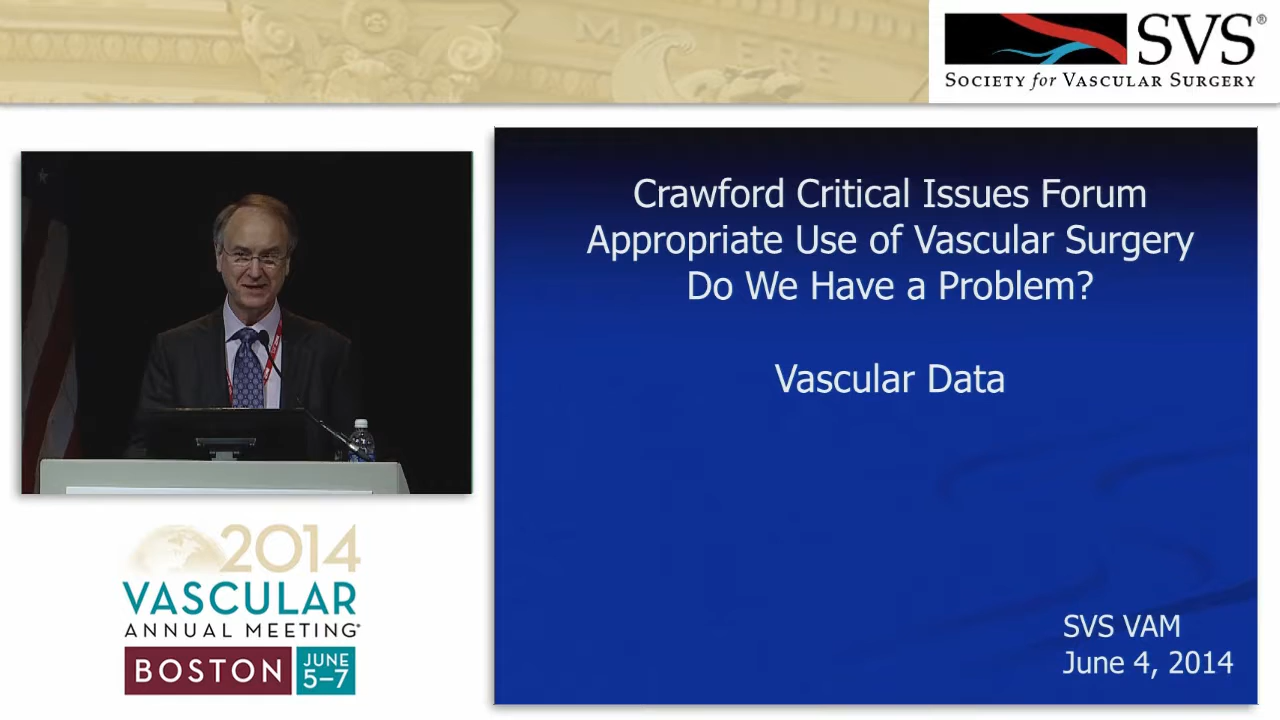 SVS®
SOCIETY for VASCULAR SURGERY
Crawford Critical Issues Forum
Appropriate Use of Vascular Surgery
Do We Have a Problem?
Vascular Data
SVS VAM
June 4, 2014
2014
VASCULAR
ANNUAL MEETING®
BOSTON
JUNE
5–7